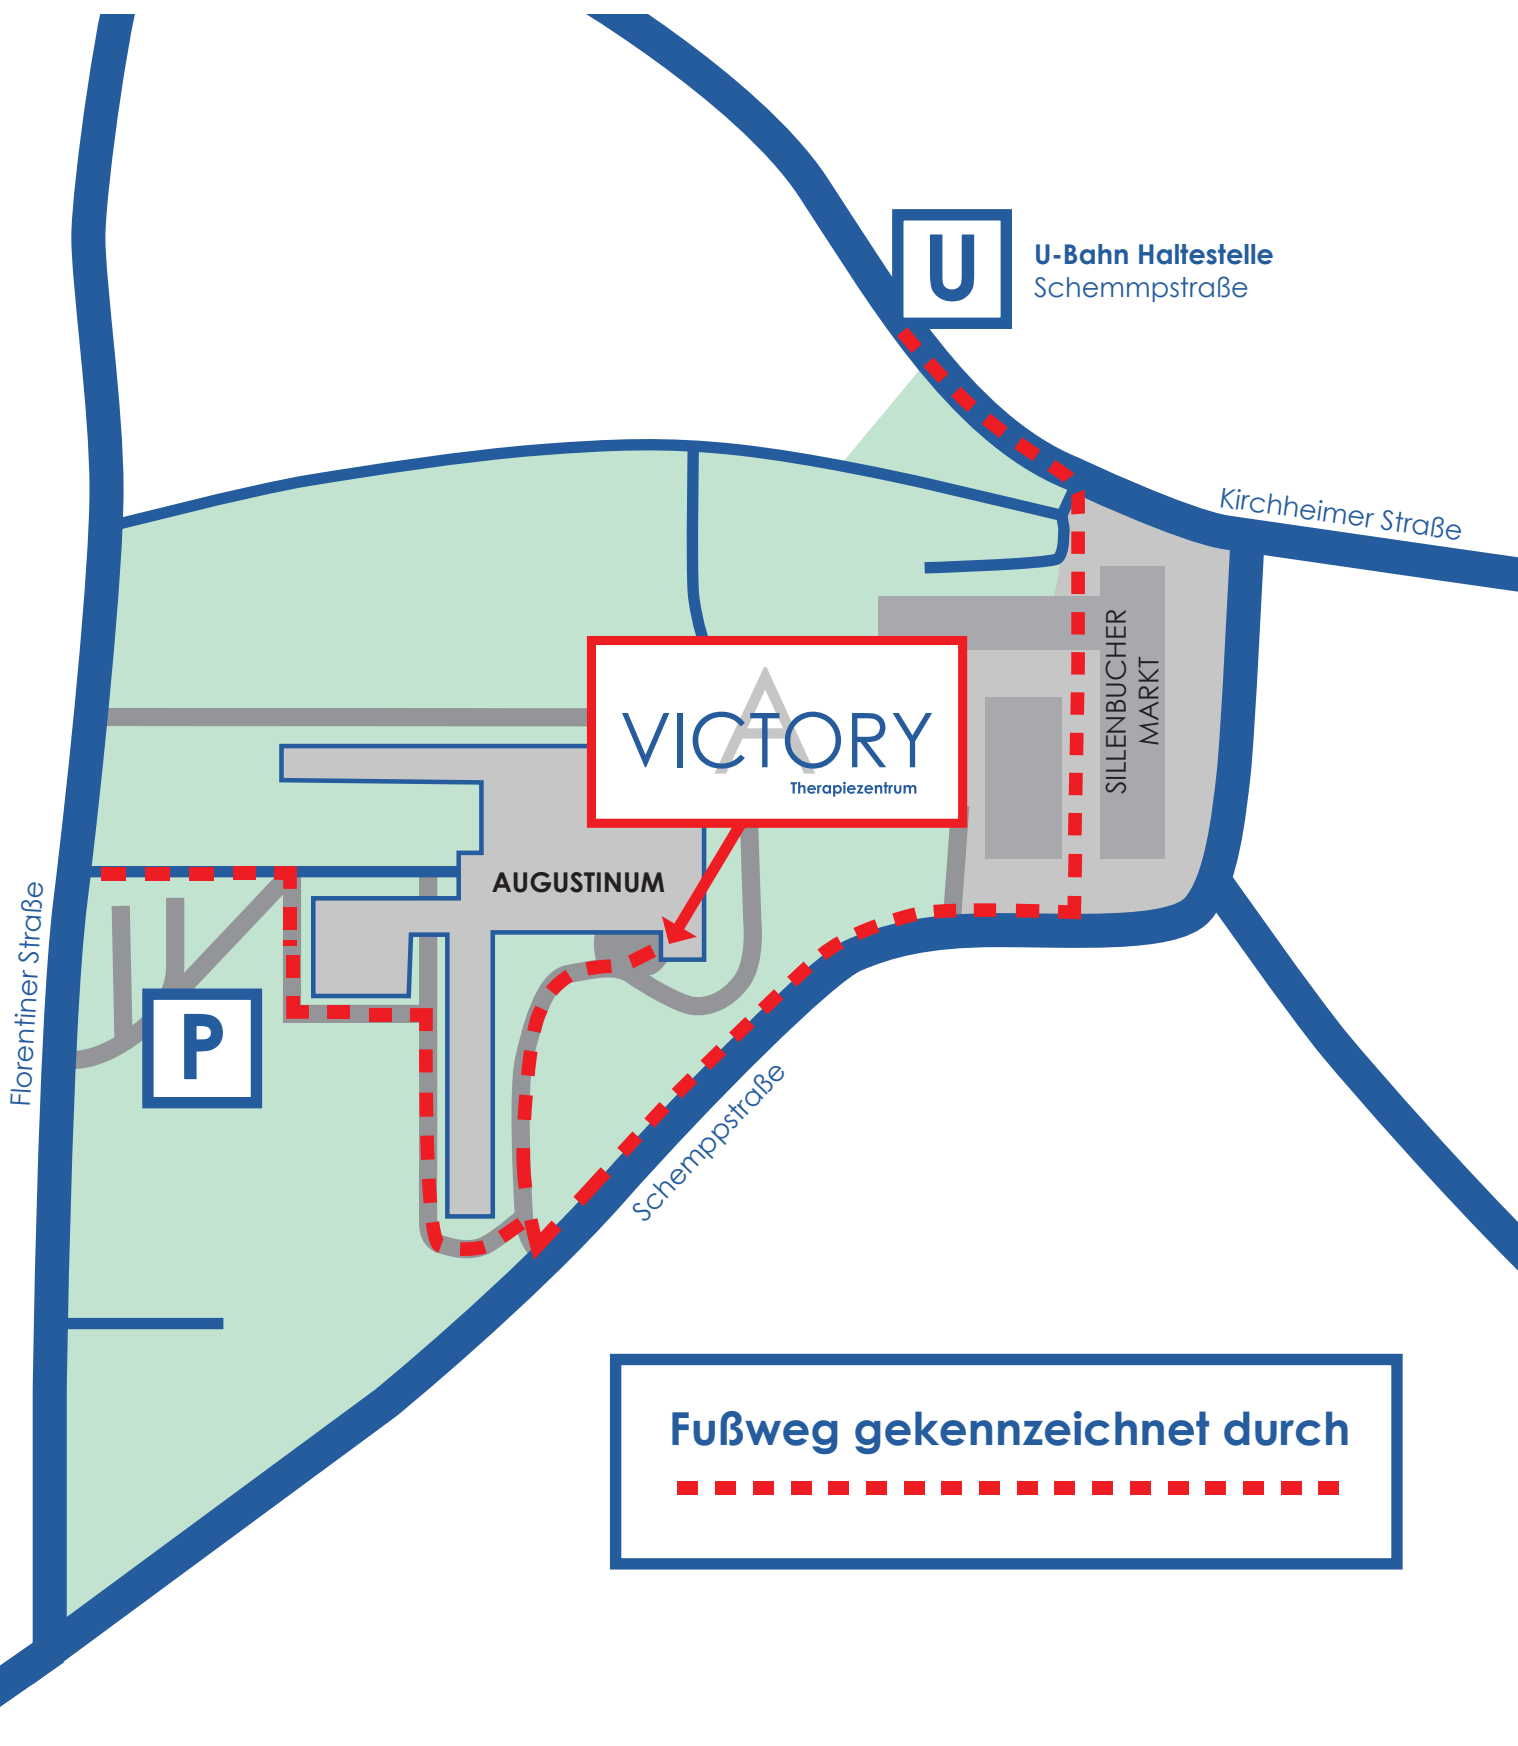 U
U-Bahn Haltestelle
Schemmpstraße
Kirchheimer Straße
SILLENBUCHER
MARKT
A
VICTORY
Therapiezentrum
AUGUSTINUM
Florentiner Straße
P
Schemppstraße
Fußweg gekennzeichnet durch